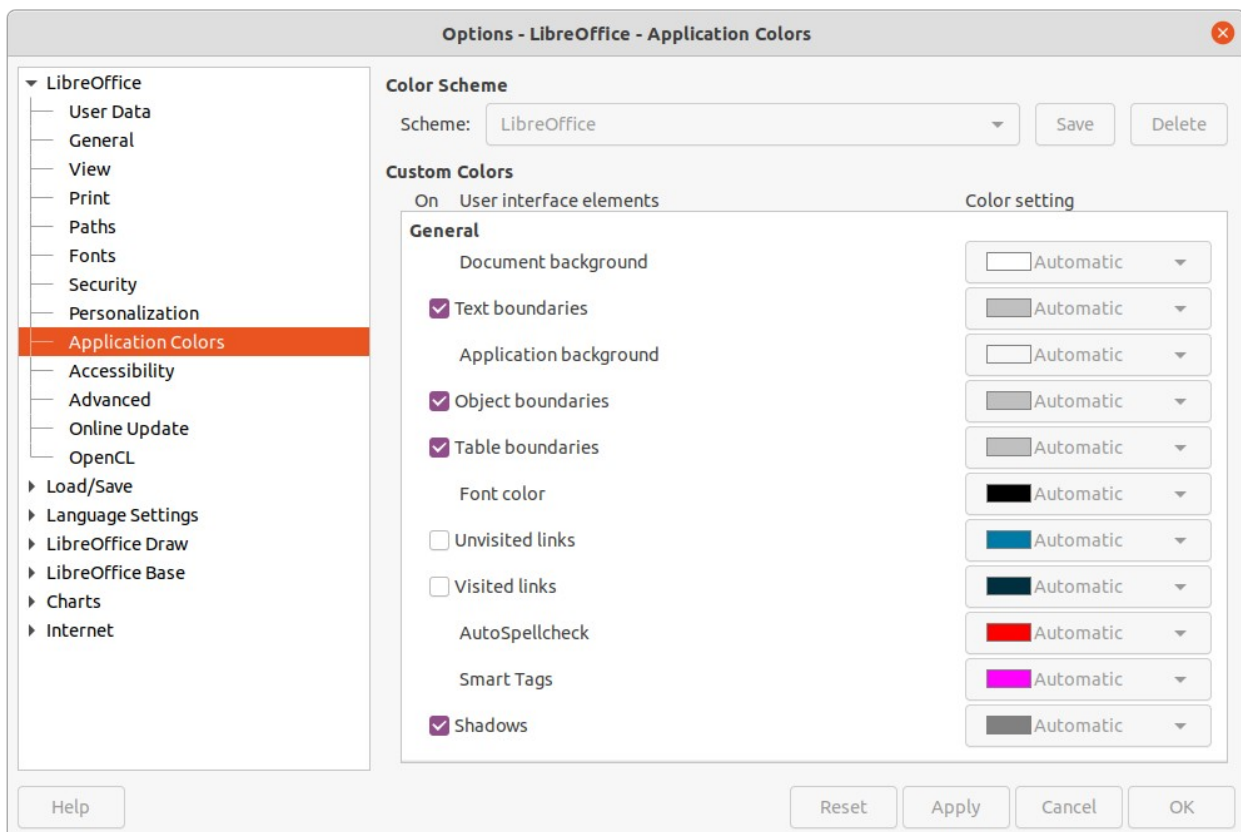 Options - LibreOffice - Application Colors
LibreOffice
User Data
General
View
Print
Paths
Fonts
Security
Personalization
Application Colors
Accessibility
Advanced
Online Update
OpenCL
Load/Save
Language Settings
LibreOffice Draw
LibreOffice Base
Charts
Internet
Color Scheme
Scheme: LibreOffice Save Delete
Custom Colors
On User interface elements Color setting
General
Document background Automatic
Text boundaries Automatic
Application background Automatic
Object boundaries Automatic
Table boundaries Automatic
Font color Automatic
Unvisited links Automatic
Visited links Automatic
AutoSpellcheck Automatic
Smart Tags Automatic
Shadows Automatic
Help Reset Apply Cancel OK